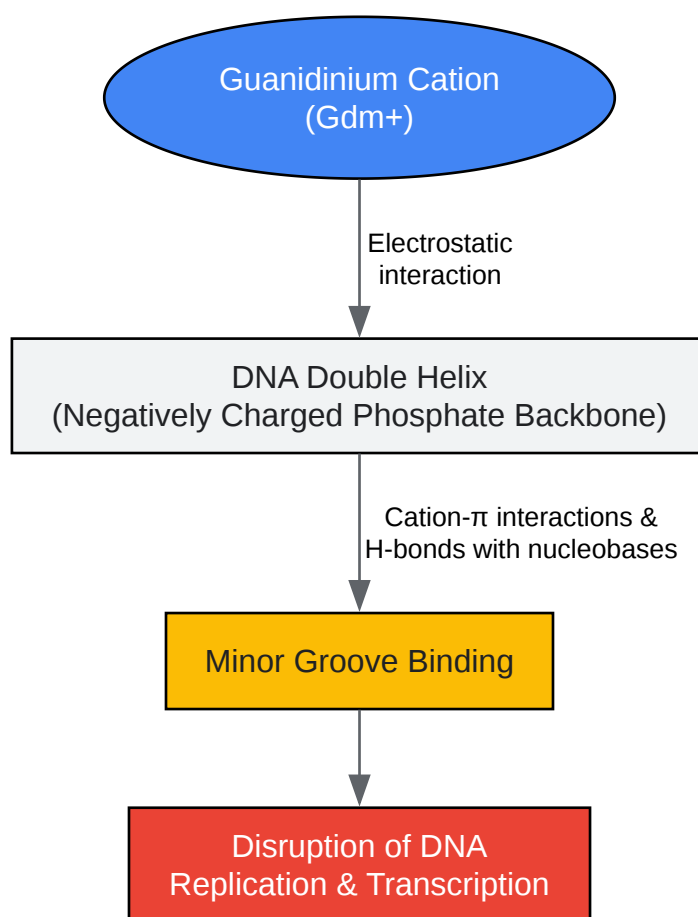 Guanidinium Cation
(Gdm+)
Electrostatic
interaction
DNA Double Helix
(Negatively Charged Phosphate Backbone)
Cation-π interactions &
H-bonds with nucleobases
Minor Groove Binding
Disruption of DNA
Replication & Transcription